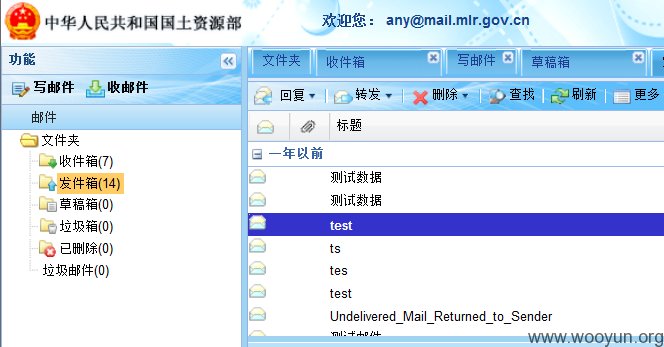 中华人民共和国国土资源部 欢迎您： any@mail.mlr.gov.cn
功能 文件夹 收件箱 写邮件 草稿箱
写邮件 收邮件 回复 转发 删除 查找 刷新 更多
邮件 标题
文件夹 一年以前
收件箱(7) 测试数据
发件箱(14) 测试数据
草稿箱(0) test
垃圾箱(0) ts
已删除(0) tes
垃圾邮件(0) test
Undelivered_Mail_Returned_to_Sender
测试邮件
www.wooyun.org